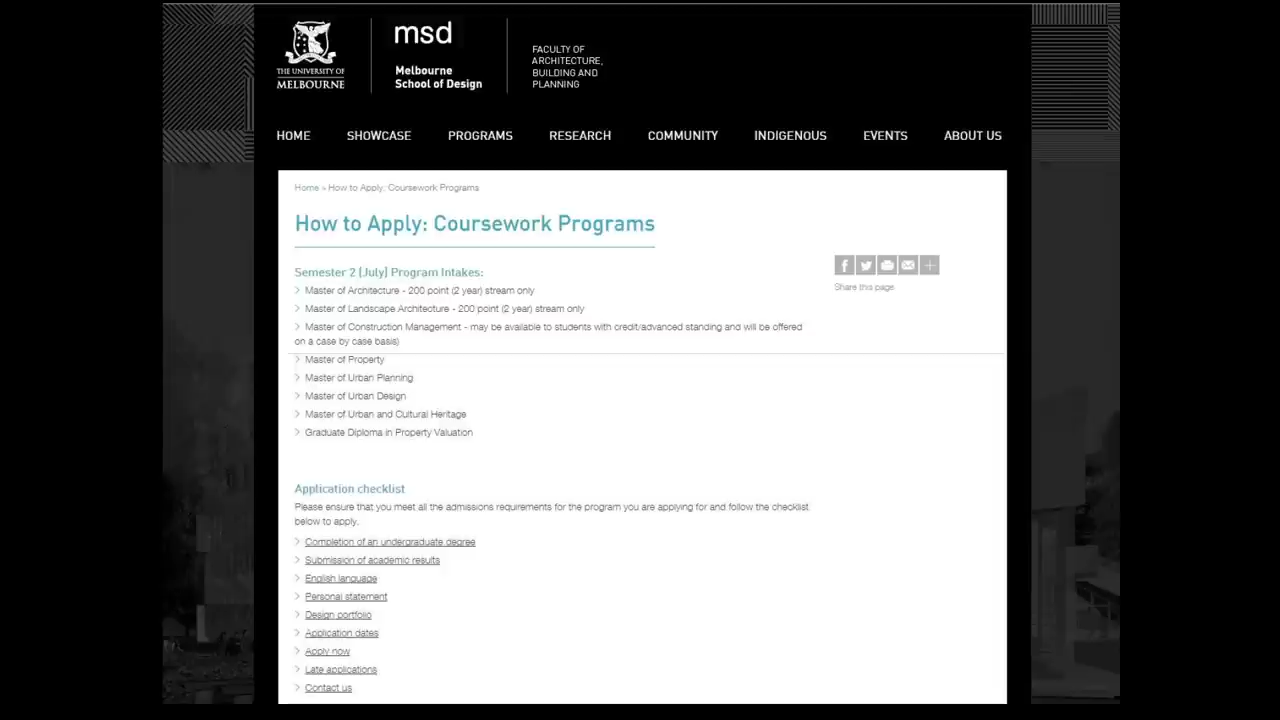 THE UNIVERSITY OF
MELBOURNE
msd
Melbourne
School of Design
FACULTY OF
ARCHITECTURE,
BUILDING AND
PLANNING
HOME SHOWCASE PROGRAMS RESEARCH COMMUNITY INDIGENOUS EVENTS ABOUT US
Home » How to Apply: Coursework Programs
How to Apply: Coursework Programs
Semester 2 (July) Program Intakes:
Master of Architecture - 200 point (2 year) stream only
Master of Landscape Architecture - 200 point (2 year) stream only
Master of Construction Management - may be available to students with credit/advanced standing and will be offered
on a case by case basis)
Master of Property
Master of Urban Planning
Master of Urban Design
Master of Urban and Cultural Heritage
Graduate Diploma in Property Valuation
Share this page
Application checklist
Please ensure that you meet all the admissions requirements for the program you are applying for and follow the checklist
below to apply.
Completion of an undergraduate degree
Submission of academic results
English language
Personal statement
Design portfolio
Application dates
Apply now
Late applications
Contact us